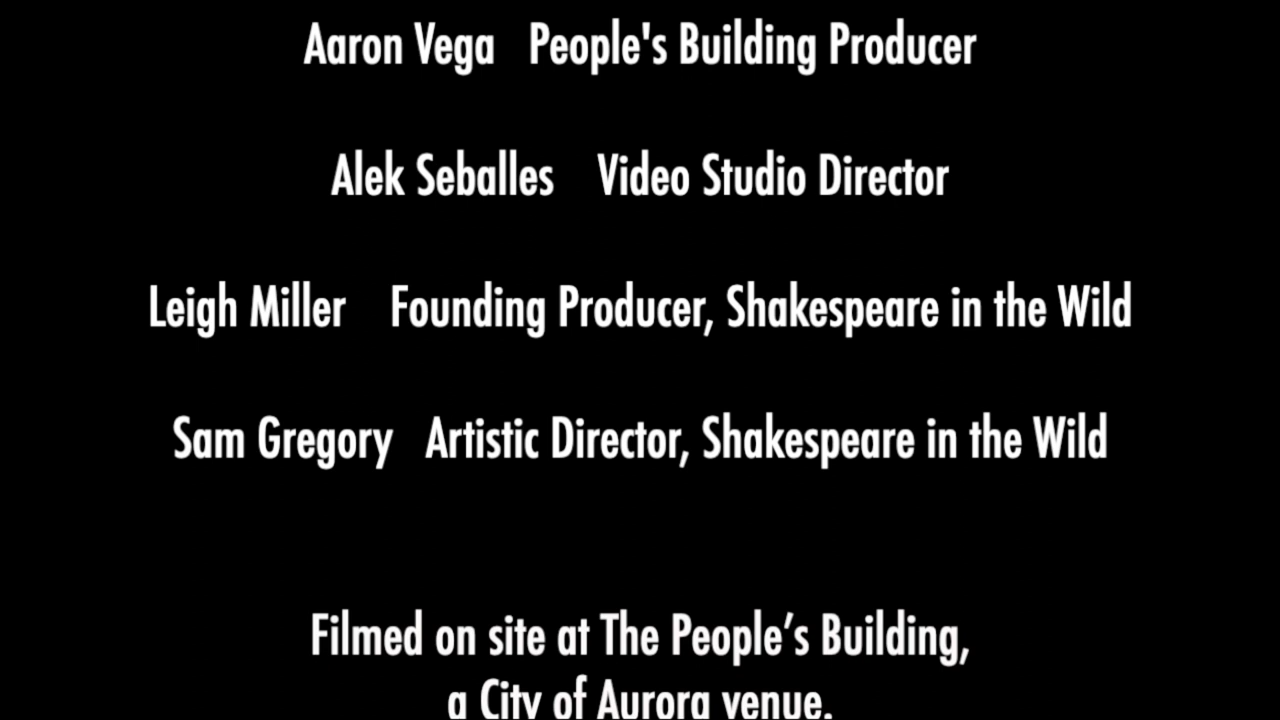 Aaron Vega People's Building Producer
Alek Seballes Video Studio Director
Leigh Miller Founding Producer, Shakespeare in the Wild
Sam Gregory Artistic Director, Shakespeare in the Wild
Filmed on site at The People’s Building,
a City of Aurora venue.